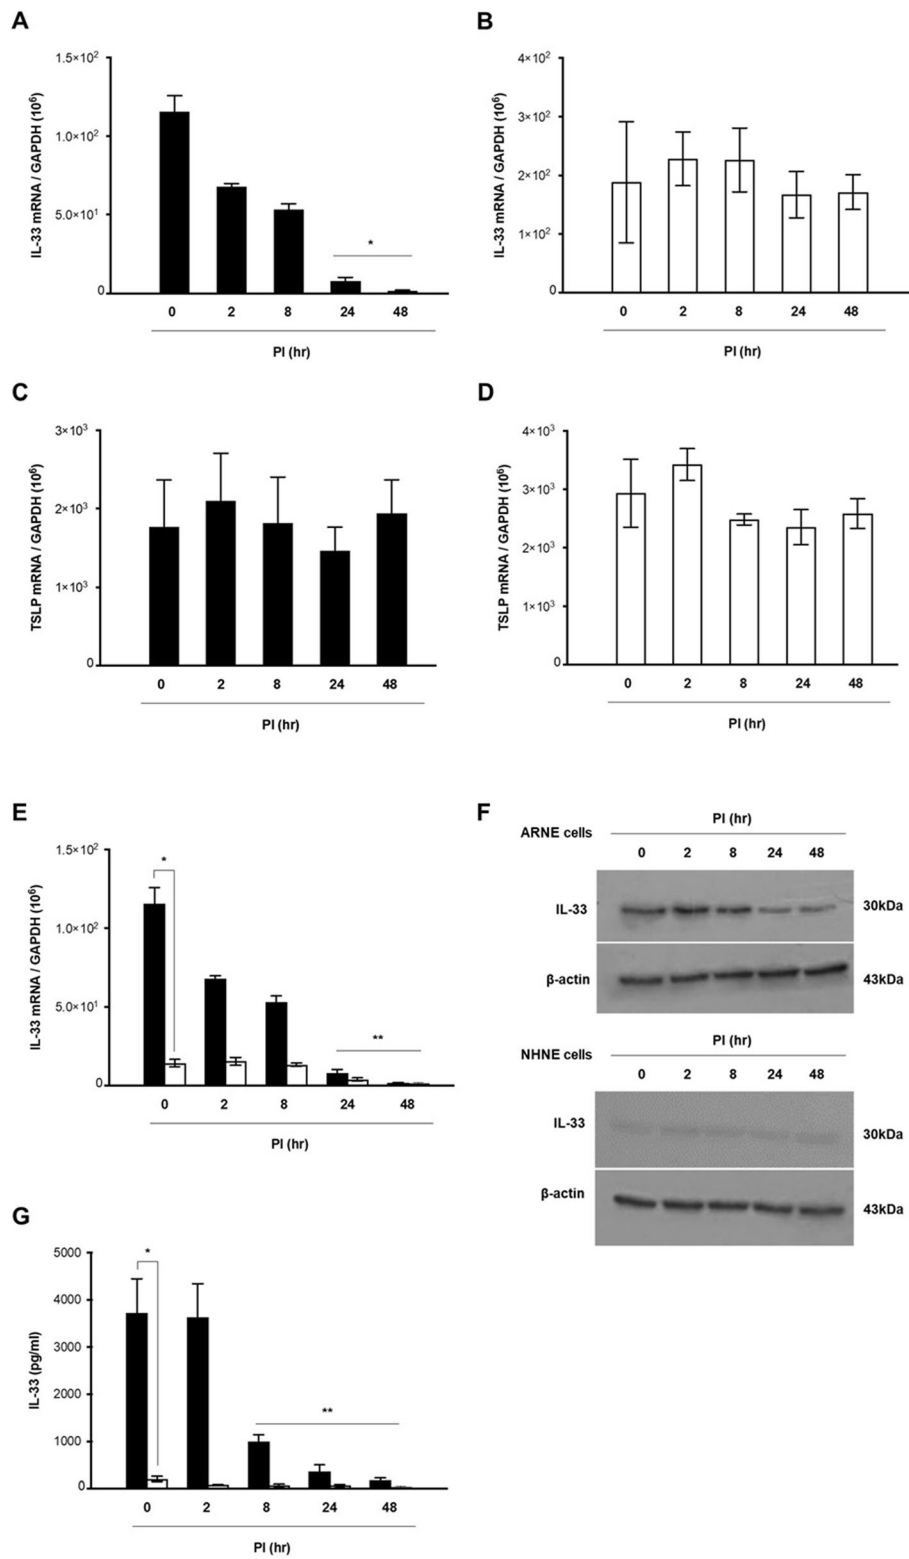 A
IL-33 mRNA / GAPDH (10⁶)
1.5×10²
1.0×10²
5.0×10¹
0
*
0 2 8 24 48
PI (hr)
B
IL-33 mRNA / GAPDH (10⁶)
4×10²
3×10²
2×10²
1×10²
0
0 2 8 24 48
PI (hr)
C
TSLP mRNA / GAPDH (10⁶)
3×10³
2×10³
1×10³
0
0 2 8 24 48
PI (hr)
D
TSLP mRNA / GAPDH (10⁶)
4×10³
3×10³
2×10³
1×10³
0
0 2 8 24 48
PI (hr)
E
IL-33 mRNA / GAPDH (10⁶)
1.5×10²
1.0×10²
5.0×10¹
0
*
**
0 2 8 24 48
PI (hr)
F
PI (hr)
ARNE cells
0 2 8 24 48
IL-33
30kDa
β-actin
43kDa
PI (hr)
NHNE cells
0 2 8 24 48
IL-33
30kDa
β-actin
43kDa
G
IL-33 (pg/ml)
5000
4000
3000
2000
1000
0
*
**
0 2 8 24 48
PI (hr)